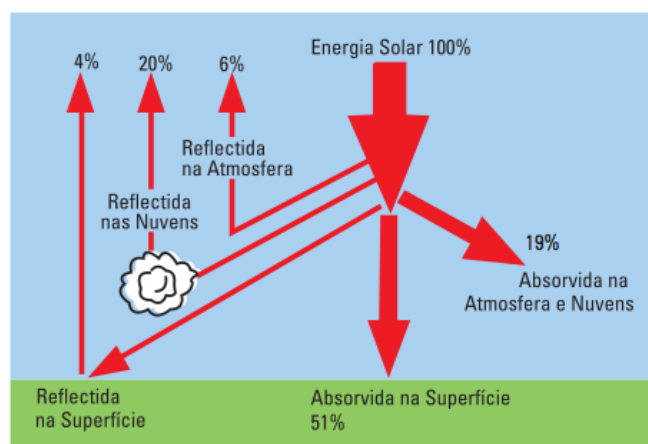 Energia Solar 100%
4%
20%
6%
Reflectida
na Atmosfera
Reflectida
nas Nuvens
19%
Absorvida na
Atmosfera e Nuvens
Reflectida
na Superfície
Absorvida na Superfície
51%